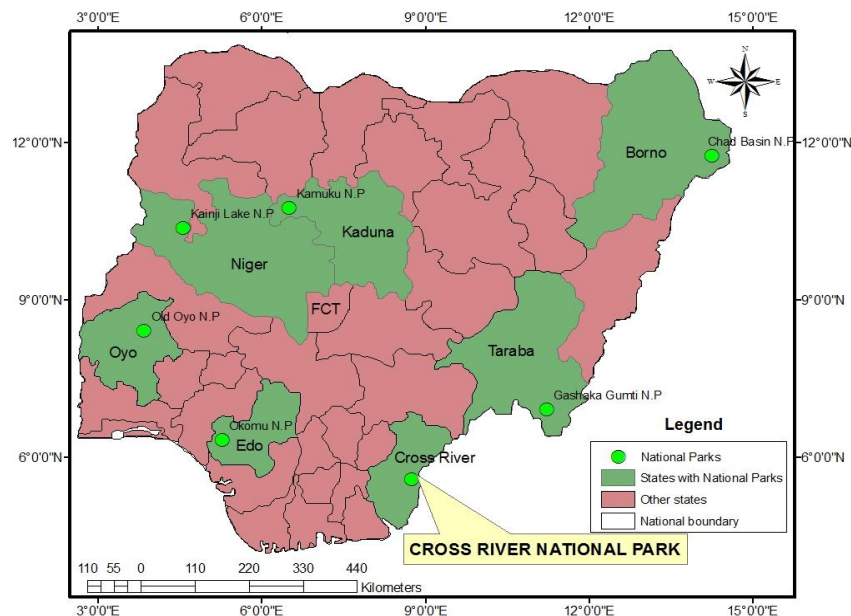 3°0'0"E 6°0'0"E 9°0'0"E 12°0'0"E 15°0'0"E
N
W E
S
12°0'0"N 12°0'0"N
Borno
Chad Basin N.P
Kamuku N.P
Kainji Lake N.P
Kaduna
Niger
9°0'0"N 9°0'0"N
FCT
Old Oyo N.P
Oyo
Taraba
Gashaka Gumti N.P
Okomu N.P
Edo
Cross River
6°0'0"N 6°0'0"N
Legend
National Parks
States with National Parks
Other states
National boundary
CROSS RIVER NATIONAL PARK
110 55 0 110 220 330 440
Kilometers
3°0'0"E 6°0'0"E 9°0'0"E 12°0'0"E 15°0'0"E